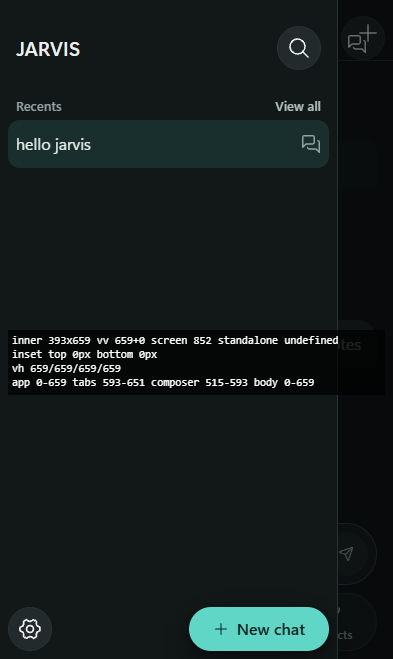 JARVIS
Recents
View all
hello jarvis
inner 393x659 vv 659+0 screen 852 standalone undefined
inset top 0px bottom 0px
vh 659/659/659/659
app 0-659 tabs 593-651 composer 515-593 body 0-659
New chat